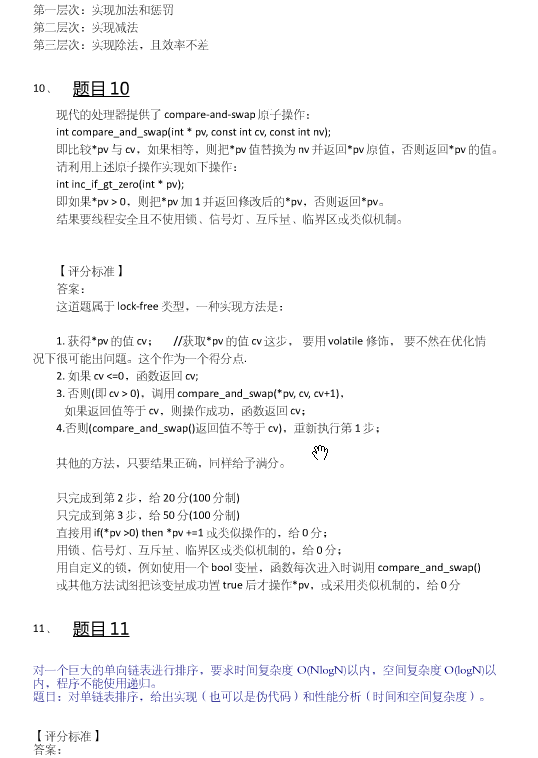 第一层次：实现加法和惩罚
第二层次：实现减法
第三层次：实现除法，且效率不差
10、 题目10
现代的处理器提供了 compare-and-swap 原子操作：
int compare_and_swap(int * pv, const int cv, const int nv);
即比较*pv 与 cv，如果相等，则把*pv 值替换为 nv 并返回*pv 原值，否则返回*pv 的值。
请利用上述原子操作实现如下操作：
int inc_if_gt_zero(int * pv);
即如果*pv > 0，则把*pv 加 1 并返回修改后的*pv，否则返回*pv。
结果要线程安全且不使用锁、信号灯、互斥量、临界区或类似机制。
【评分标准】
答案：
这道题属于 lock-free 类型，一种实现方法是：
1. 获得*pv 的值 cv； //获取*pv 的值 cv 这步， 要用 volatile 修饰， 要不然在优化情
况下很可能出问题。这个作为一个得分点.
2. 如果 cv <=0，函数返回 cv;
3. 否则(即 cv > 0)，调用 compare_and_swap(*pv, cv, cv+1)，
如果返回值等于 cv，则操作成功，函数返回 cv；
4.否则(compare_and_swap()返回值不等于 cv)，重新执行第 1 步；
其他的方法，只要结果正确，同样给予满分。
只完成到第 2 步，给 20 分(100 分制)
只完成到第 3 步，给 50 分(100 分制)
直接用 if(*pv >0) then *pv +=1 或类似操作的，给 0 分；
用锁、信号灯、互斥量、临界区或类似机制的，给 0 分；
用自定义的锁，例如使用一个 bool 变量，函数每次进入时调用 compare_and_swap()
或其他方法试图把该变量成功置 true 后才操作*pv，或采用类似机制的，给 0 分
11、 题目11
对一个巨大的单向链表进行排序，要求时间复杂度 O(NlogN)以内，空间复杂度 O(logN)以
内，程序不能使用递归。
题目：对单链表排序，给出实现（也可以是伪代码）和性能分析（时间和空间复杂度）。
【评分标准】
答案：